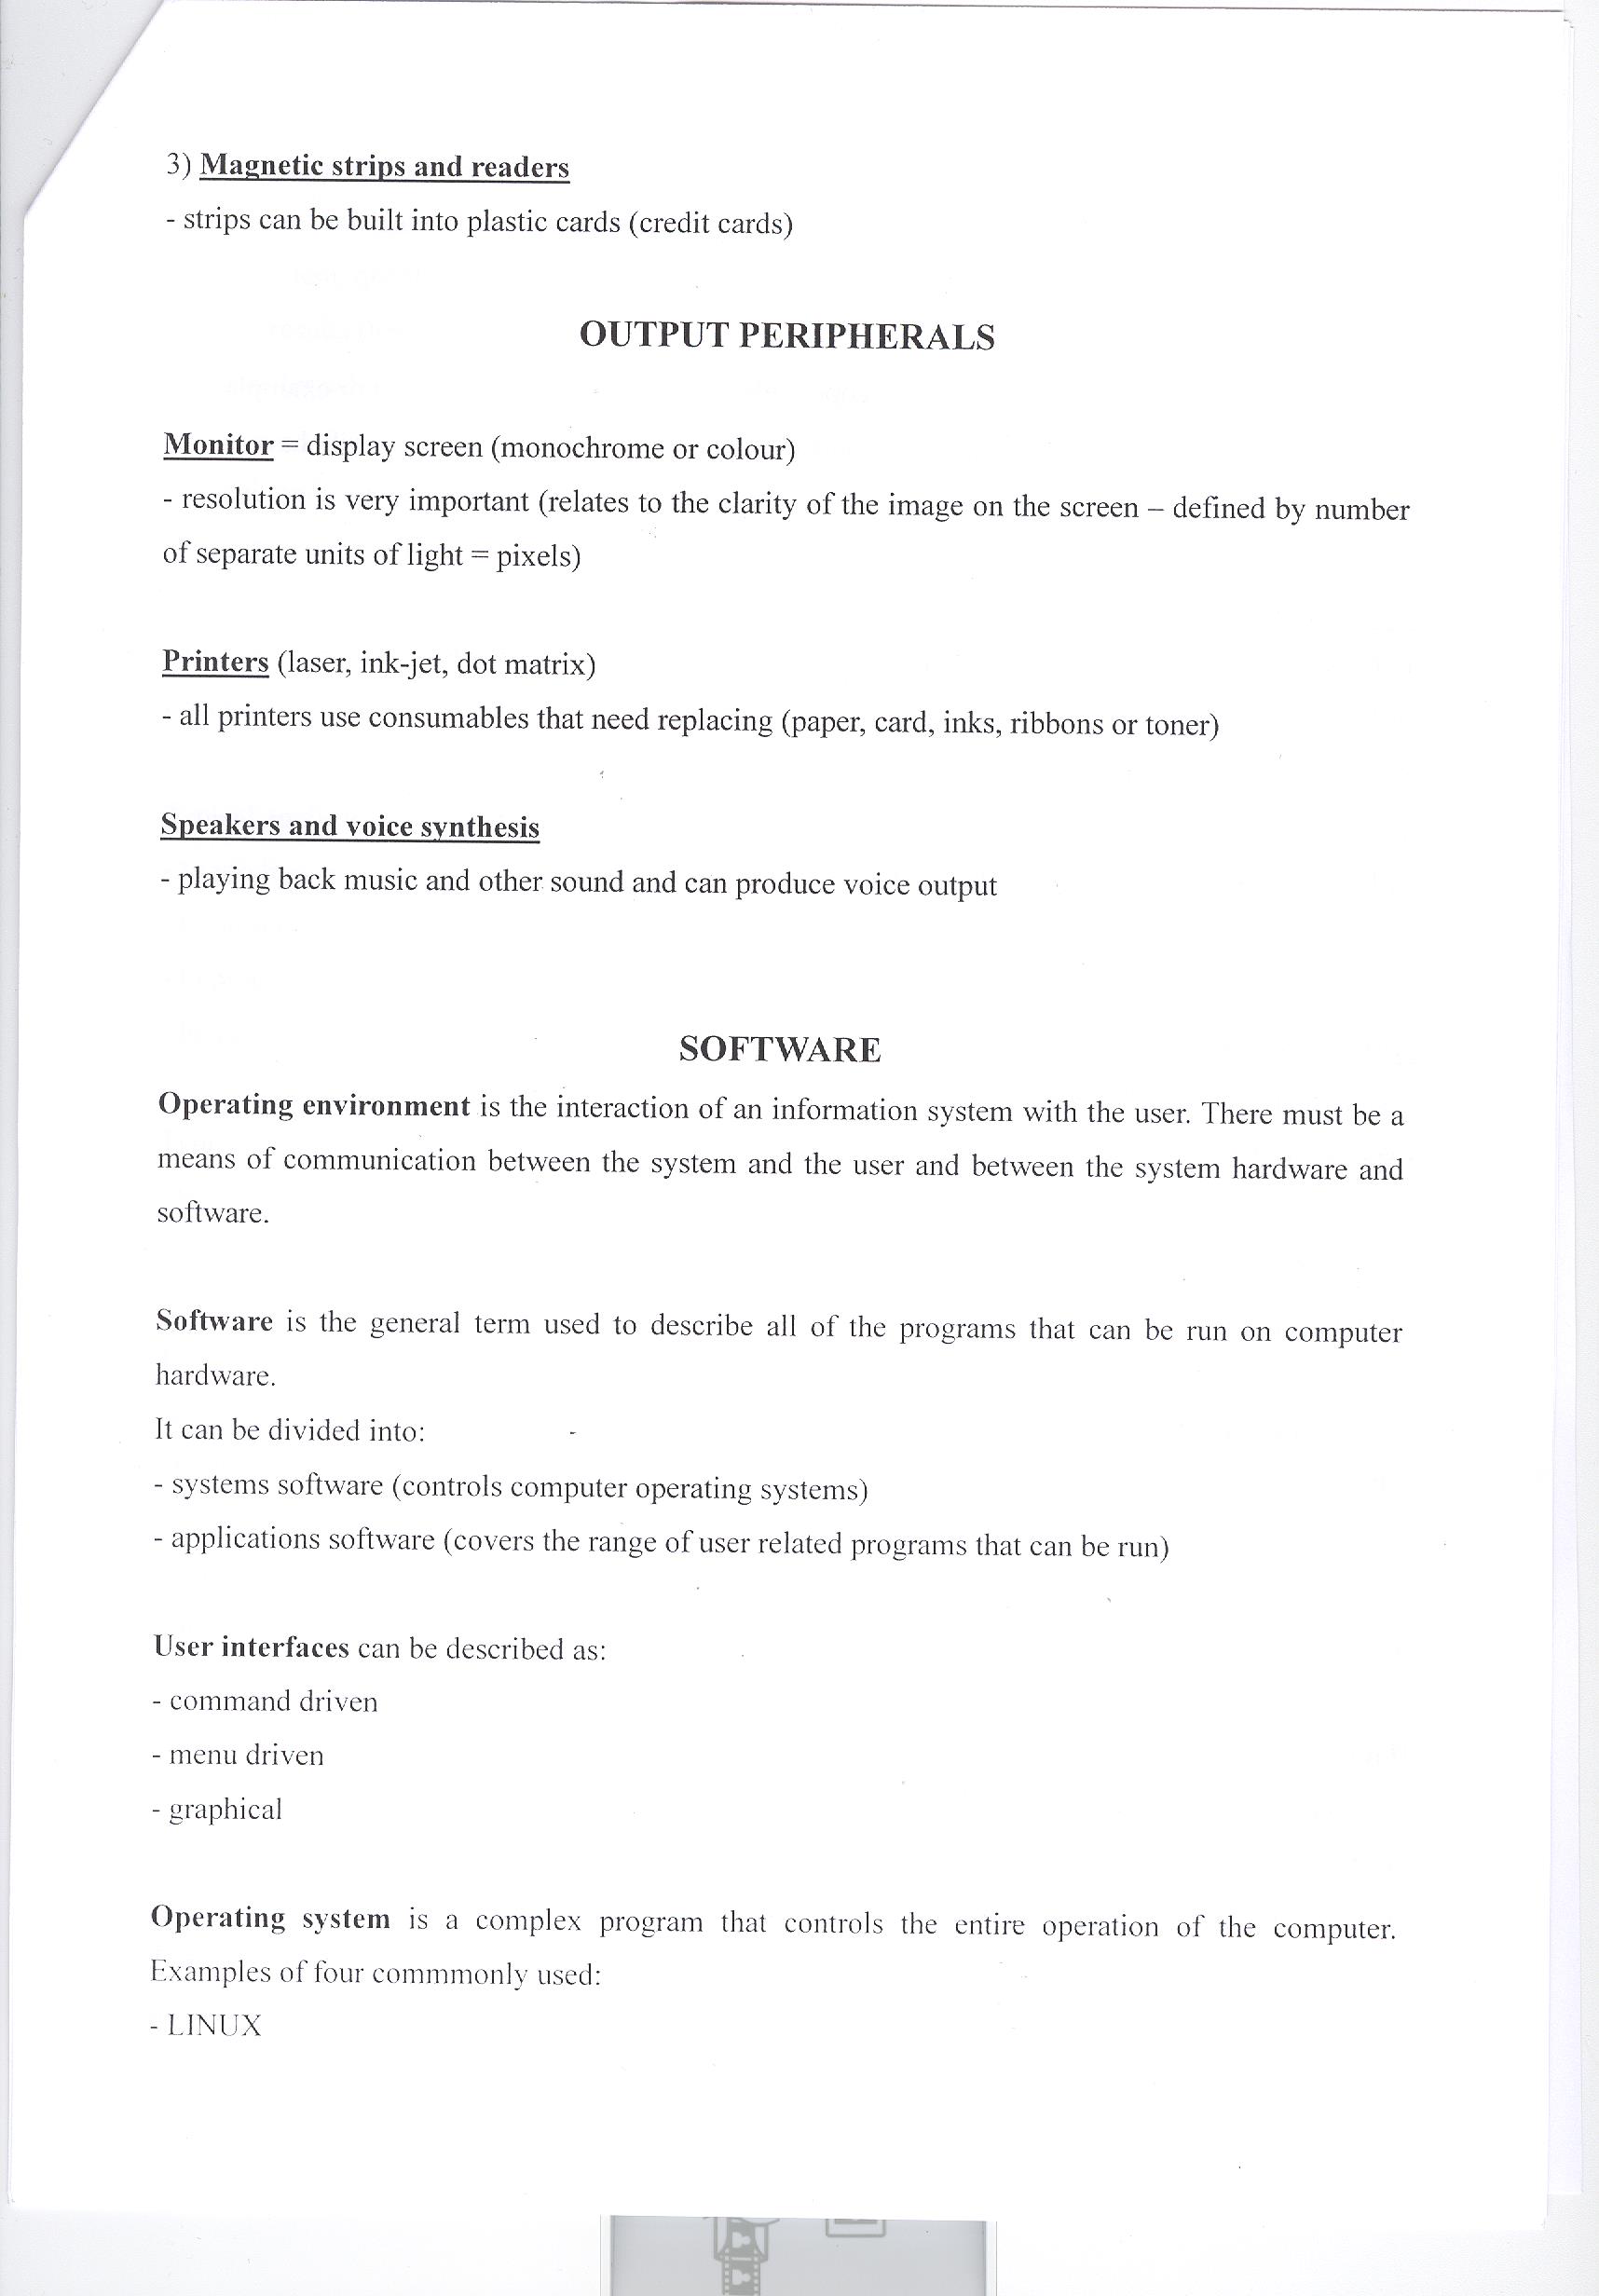 3) Magnetic strips and readers
- strips can be built into plastic cards (credit cards)
OUTPUT PERIPHERALS
Monitor = display screen (monochrome or colour)
- resolution is very important (relates to the clarity of the image on the screen – defined by number
of separate units of light = pixels)
Printers (laser, ink-jet, dot matrix)
- all printers use consumables that need replacing (paper, card, inks, ribbons or toner)
Speakers and voice synthesis
- playing back music and other sound and can produce voice output
SOFTWARE
Operating environment is the interaction of an information system with the user. There must be a
means of communication between the system and the user and between the system hardware and
software.
Software is the general term used to describe all of the programs that can be run on computer
hardware.
It can be divided into:
- systems software (controls computer operating systems)
- applications software (covers the range of user related programs that can be run)
User interfaces can be described as:
- command driven
- menu driven
- graphical
Operating system is a complex program that controls the entire operation of the computer.
Examples of four commmonly used:
- LINUX